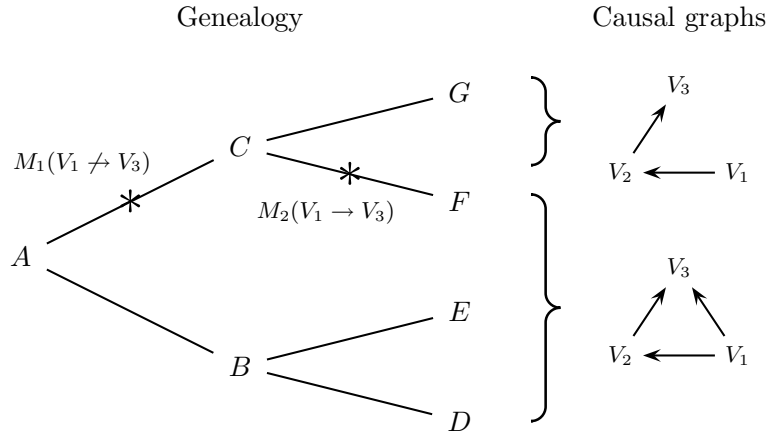 Genealogy
Causal graphs
G
V₃
C
M₁(V₁ ↛ V₃)
V₂
V₁
F
M₂(V₁ → V₃)
A
V₃
E
V₂
V₁
B
D